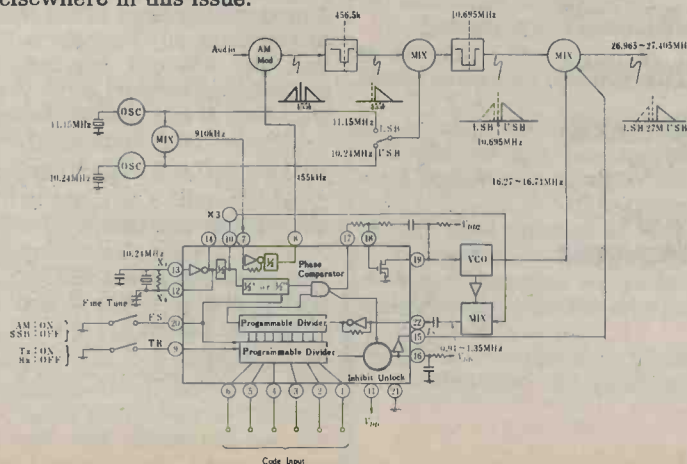 elsewhere in this issue.
456.5k
10.695MHz
26.965~27.405MHz
Audio
AM
Mod
MIX
MIX
455k
455k
11.15MHz
OSC
11.15MHz
LSB
USB
10.24MHz
MIX
910kHz
10.24MHz
OSC
455kHz
LSB USB
10.695MHz
LSB 27M USB
16.27~16.71MHz
×3
14
10
7
8
17
18
10.24MHz
13
12
Phase
Comparator
19
VCO
Fine Tune
AM : ON
SSB : OFF
FS
20
Progammable Divider
22
MIX
15
Tx : ON
Rx : OFF
9
Programmable Divider
16
0.91~1.35MHz
Inhibit Unlock
6
5
4
3
2
1
11
21
Code Input